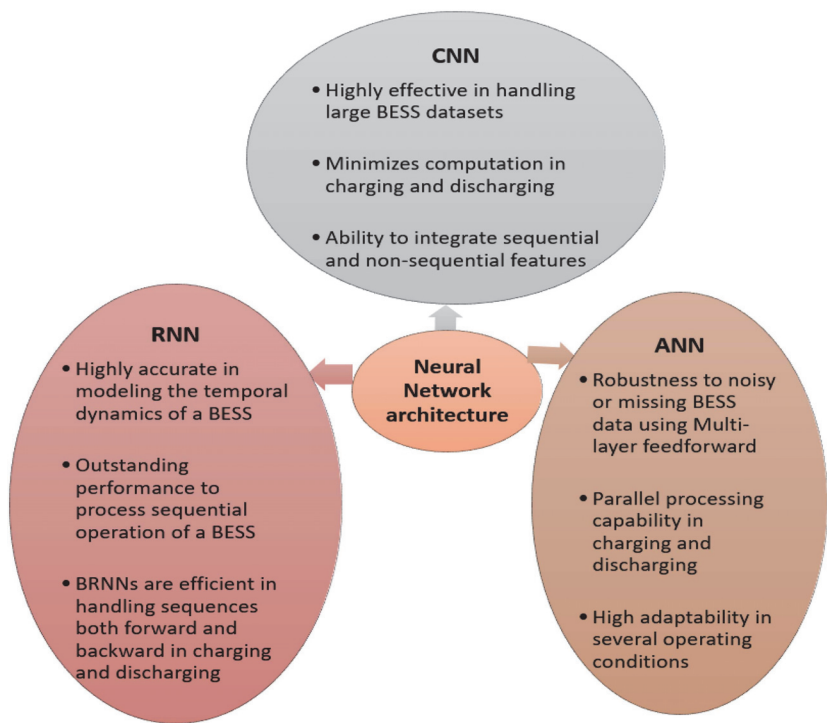 CNN
• Highly effective in handling
large BESS datasets
• Minimizes computation in
charging and discharging
• Ability to integrate sequential
and non-sequential features
RNN
• Highly accurate in
modeling the temporal
dynamics of a BESS
• Outstanding
performance to
process sequential
operation of a BESS
• BRNNs are efficient in
handling sequences
both forward and
backward in charging
and discharging
Neural
Network
architecture
ANN
• Robustness to noisy
or missing BESS
data using Multi-
layer feedforward
• Parallel processing
capability in
charging and
discharging
• High adaptability in
several operating
conditions